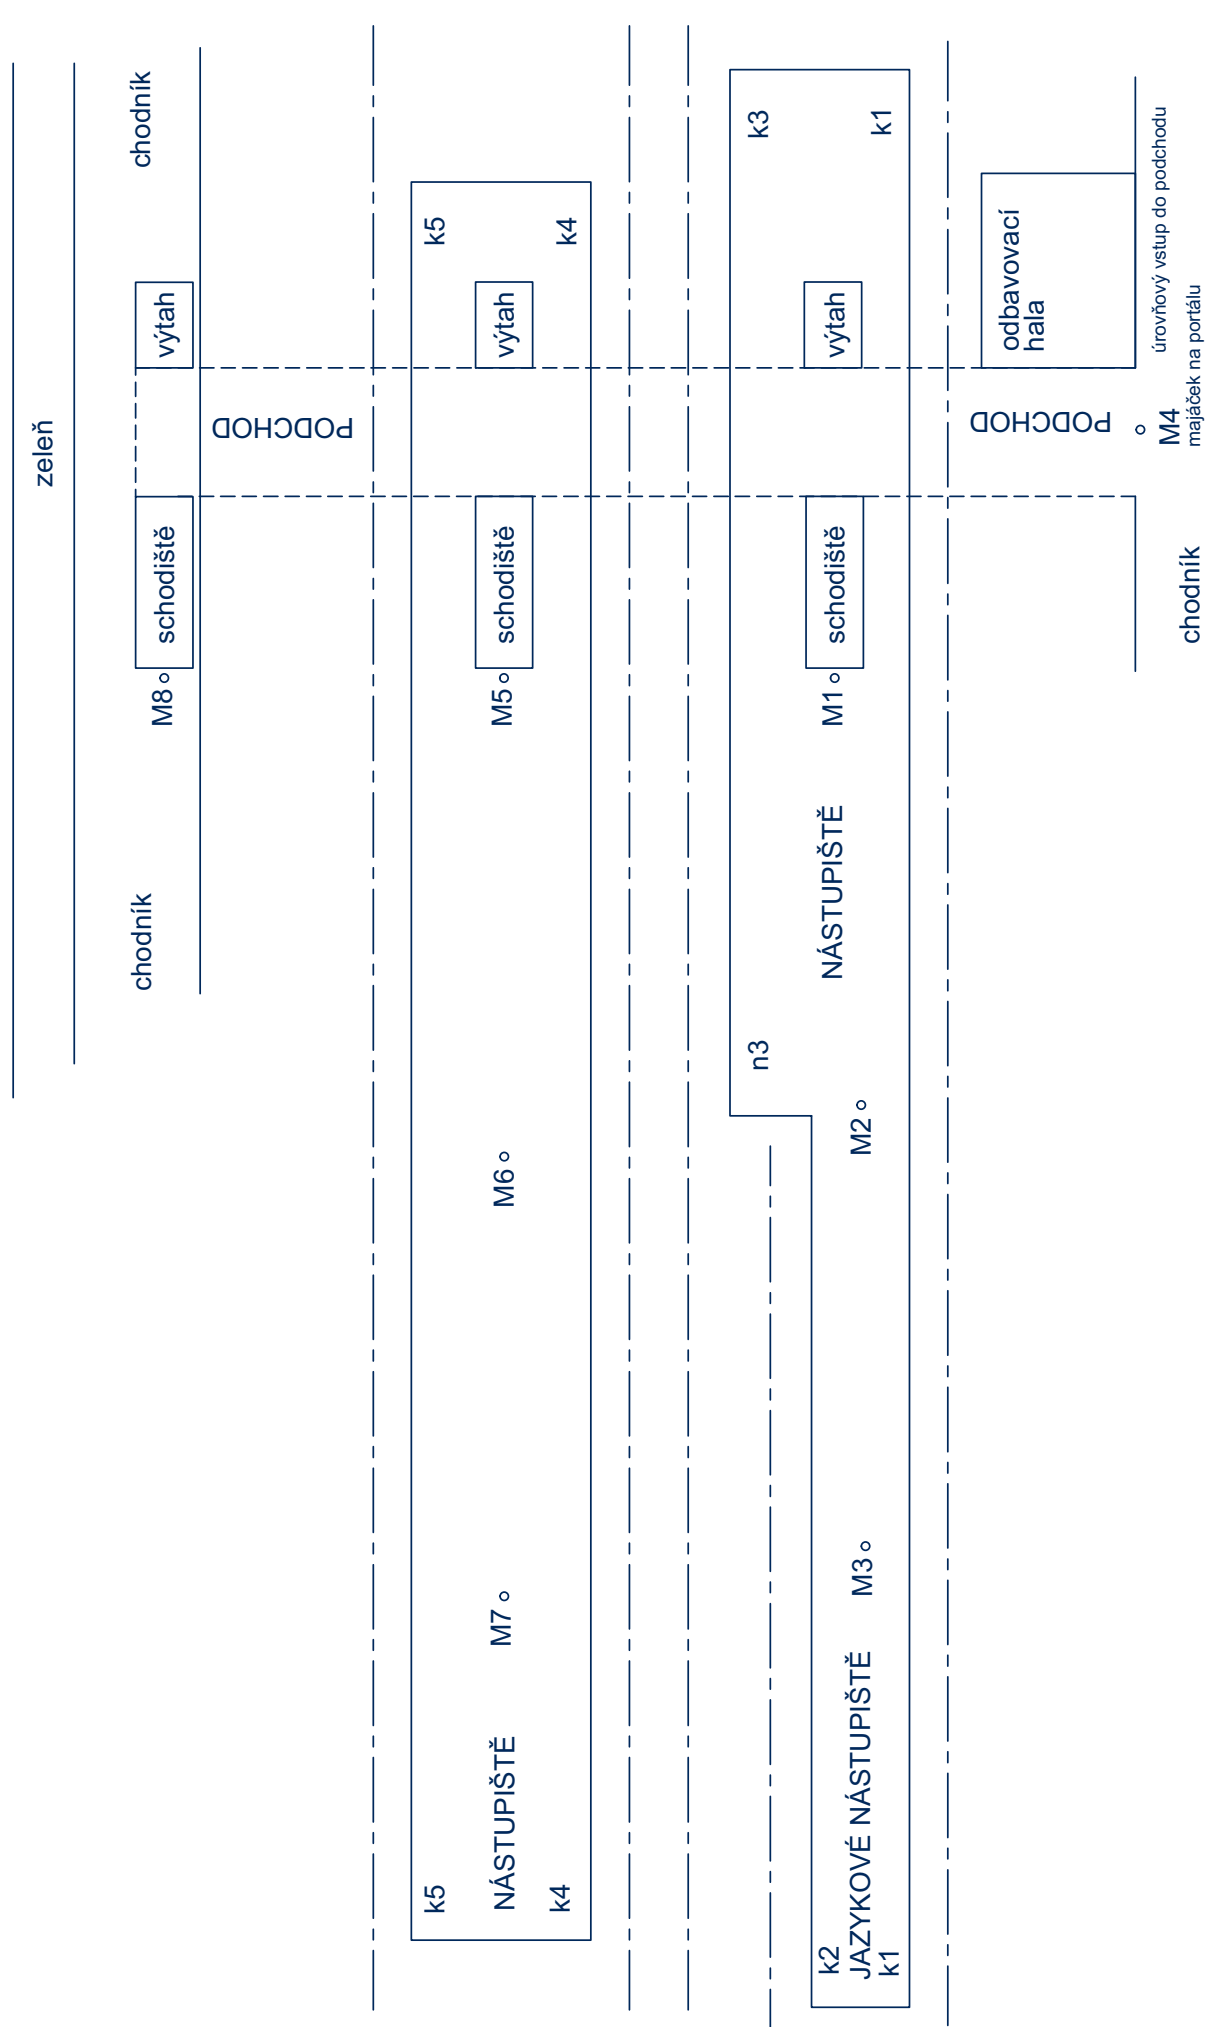 zeleň
chodník
chodník
výtah
schodiště
M8
PODCHOD
k5
k4
výtah
schodiště
M5
M6
M7
NÁSTUPIŠTĚ
k5
k4
k3
k1
výtah
schodiště
M1
NÁSTUPIŠTĚ
n3
M2
M3
JAZYKOVÉ NÁSTUPIŠTĚ
k2
k1
odbavovací
hala
PODCHOD
úrovňový vstup do podchodu
M4
majáček na portálu
chodník